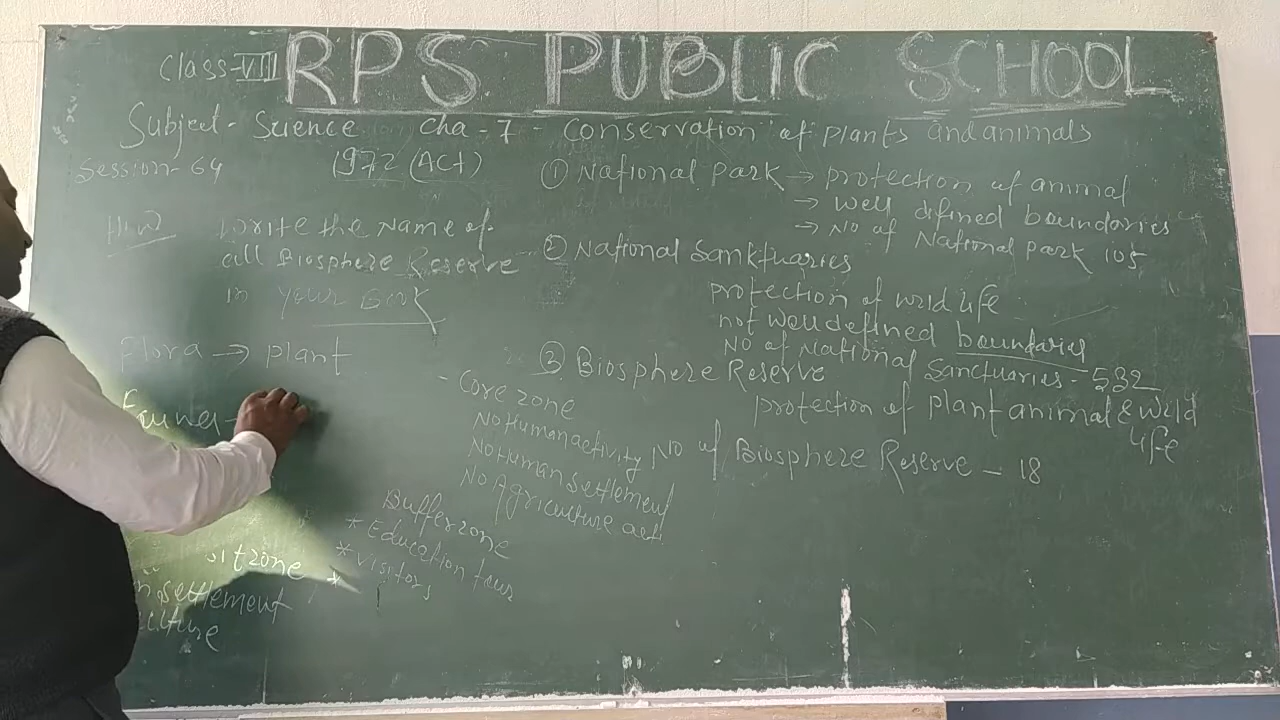 RPS PUBLIC SCHOOL
Class-VIII
Subject - Science Cha - 7 - Conservation of plants and animals
Session-64
1972 (ACT)
H.W
Write the Name of
all Biosphere Reserve
in your
Flora → plant
Fauna -
① National Park → protection of animal
→ Well defined boundaries
→ No of National park 105
② National Sanktuaries
protection of wild life
not well defined boundaries
No of National Sanctuaries - 532
③ Biosphere Reserve
protection of plant animal & wild
life
No of Biosphere Reserve - 18
- Core zone
No Human activity
No Human Settlement
No Agriculture act.
Buffer zone
* Education tour
* Visitors
*
zone
settlement